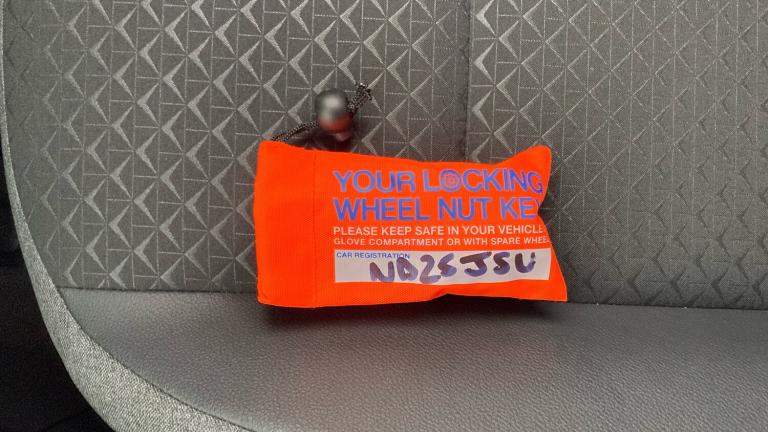 YOUR LOCKING
WHEEL NUT KEY
PLEASE KEEP SAFE IN YOUR VEHICLE
GLOVE COMPARTMENT OR WITH SPARE WHEEL
CAR REGISTRATION
NB25JSU